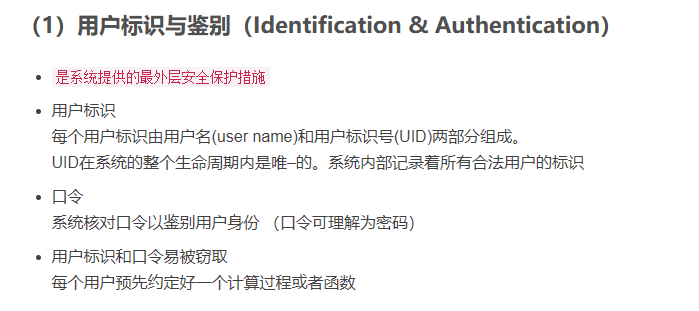 （1）用户标识与鉴别（Identification & Authentication）
是系统提供的最外层安全保护措施
用户标识
每个用户标识由用户名(user name)和用户标识号(UID)两部分组成。
UID在系统的整个生命周期内是唯–的。系统内部记录着所有合法用户的标识
口令
系统核对口令以鉴别用户身份 （口令可理解为密码）
用户标识和口令易被窃取
每个用户预先约定好一个计算过程或者函数